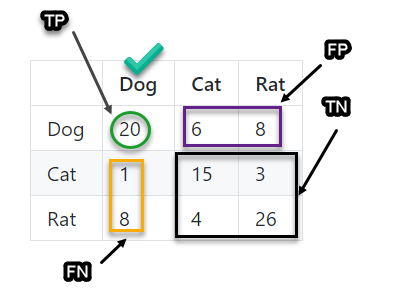 TP
FP
Dog Cat Rat
TN
Dog 20 6 8
Cat 1 15 3
Rat 8 4 26
FN